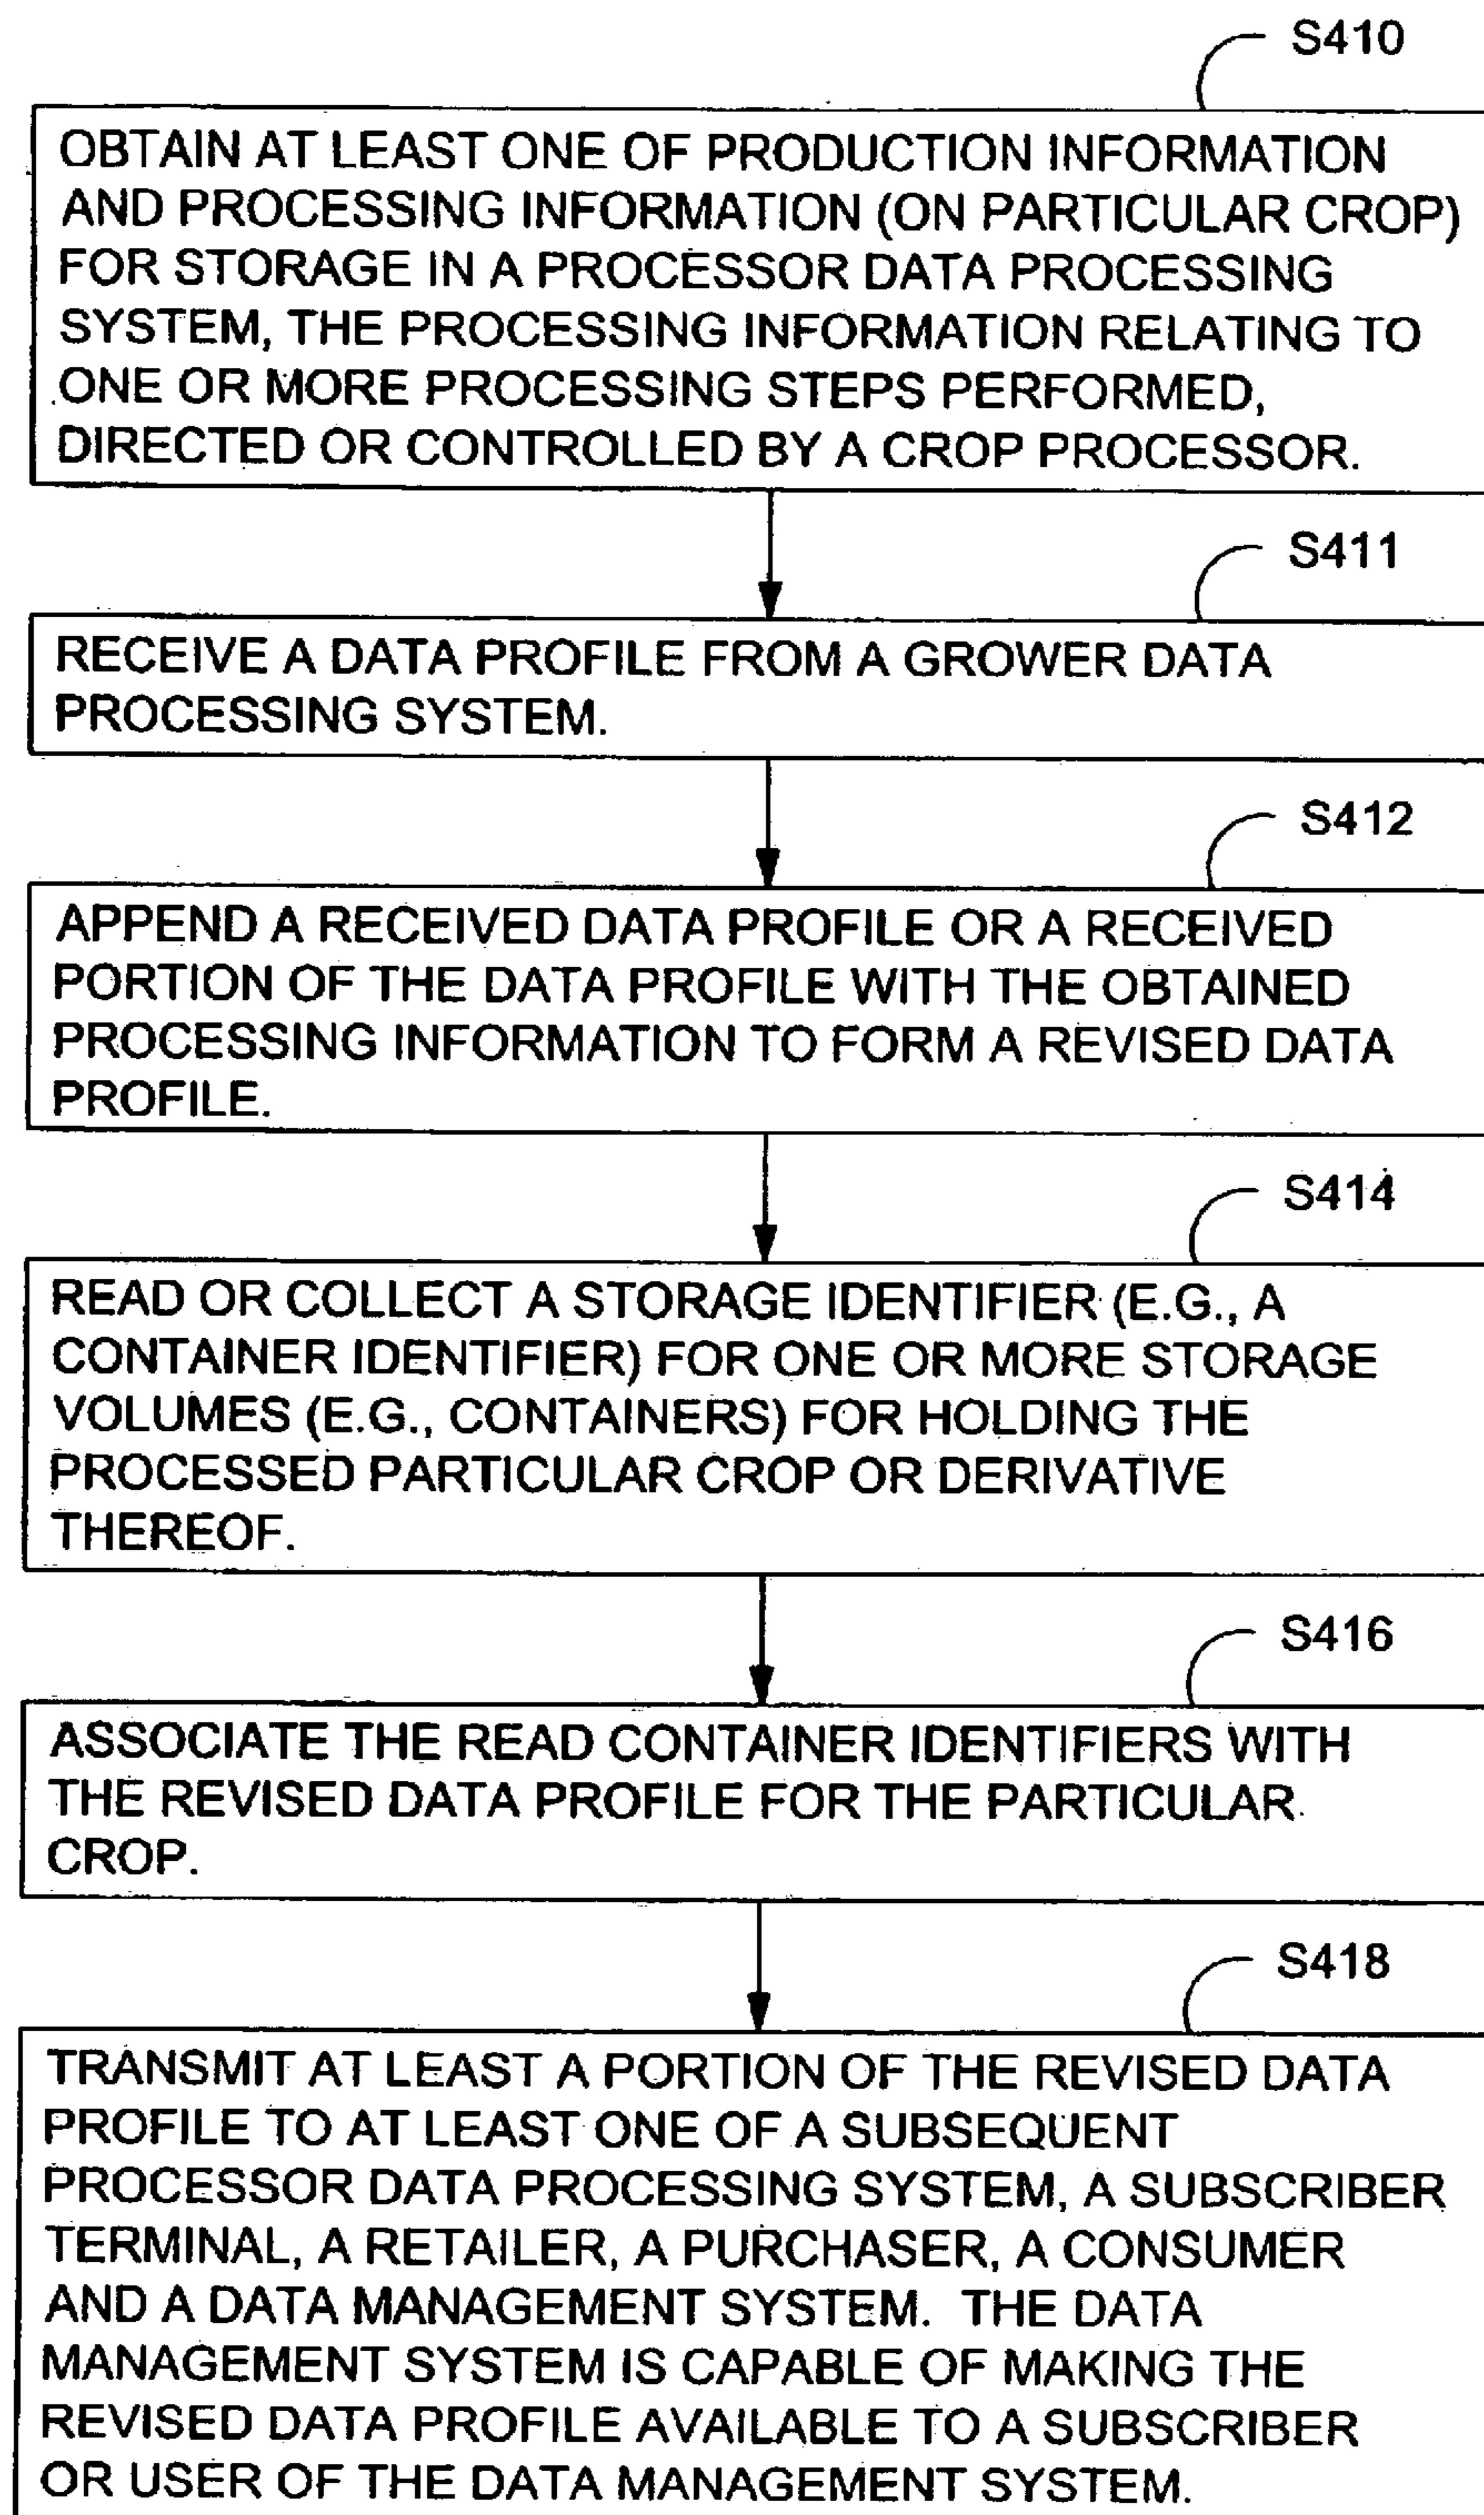 S410
OBTAIN AT LEAST ONE OF PRODUCTION INFORMATION
AND PROCESSING INFORMATION (ON PARTICULAR CROP)
FOR STORAGE IN A PROCESSOR DATA PROCESSING
SYSTEM, THE PROCESSING INFORMATION RELATING TO
ONE OR MORE PROCESSING STEPS PERFORMED,
DIRECTED OR CONTROLLED BY A CROP PROCESSOR.
S411
RECEIVE A DATA PROFILE FROM A GROWER DATA
PROCESSING SYSTEM.
S412
APPEND A RECEIVED DATA PROFILE OR A RECEIVED
PORTION OF THE DATA PROFILE WITH THE OBTAINED
PROCESSING INFORMATION TO FORM A REVISED DATA
PROFILE.
S414
READ OR COLLECT A STORAGE IDENTIFIER (E.G., A
CONTAINER IDENTIFIER) FOR ONE OR MORE STORAGE
VOLUMES (E.G., CONTAINERS) FOR HOLDING THE
PROCESSED PARTICULAR CROP OR DERIVATIVE
THEREOF.
S416
ASSOCIATE THE READ CONTAINER IDENTIFIERS WITH
THE REVISED DATA PROFILE FOR THE PARTICULAR
CROP.
S418
TRANSMIT AT LEAST A PORTION OF THE REVISED DATA
PROFILE TO AT LEAST ONE OF A SUBSEQUENT
PROCESSOR DATA PROCESSING SYSTEM, A SUBSCRIBER
TERMINAL, A RETAILER, A PURCHASER, A CONSUMER
AND A DATA MANAGEMENT SYSTEM. THE DATA
MANAGEMENT SYSTEM IS CAPABLE OF MAKING THE
REVISED DATA PROFILE AVAILABLE TO A SUBSCRIBER
OR USER OF THE DATA MANAGEMENT SYSTEM.